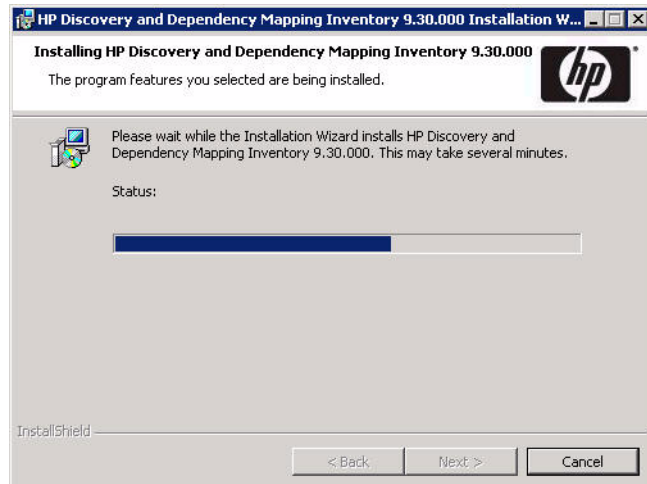 HP Discovery and Dependency Mapping Inventory 9.30.000 Installation W...
Installing HP Discovery and Dependency Mapping Inventory 9.30.000
The program features you selected are being installed.
hp
Please wait while the Installation Wizard installs HP Discovery and
Dependency Mapping Inventory 9.30.000. This may take several minutes.
Status:
InstallShield
< Back
Next >
Cancel